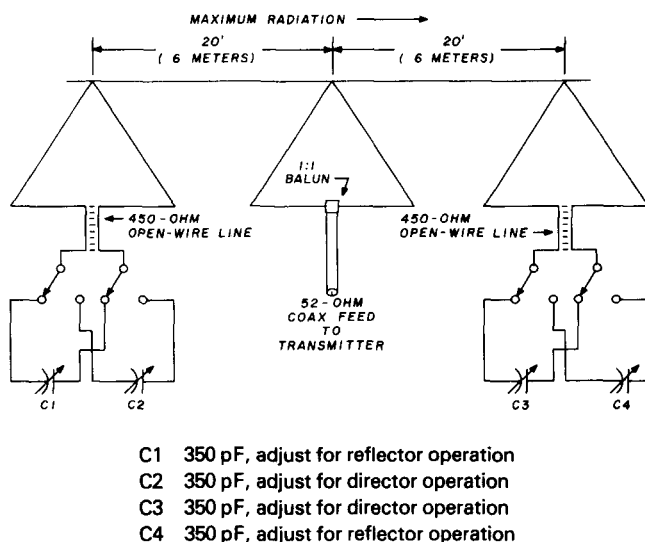 MAXIMUM RADIATION
20'
( 6 METERS)
20'
( 6 METERS)
1:1
BALUN
450-OHM
OPEN-WIRE LINE
450-OHM
OPEN-WIRE LINE
52-OHM
COAX FEED
TO
TRANSMITTER
C1 C2 C3 C4
C1 350 pF, adjust for reflector operation
C2 350 pF, adjust for director operation
C3 350 pF, adjust for director operation
C4 350 pF, adjust for reflector operation